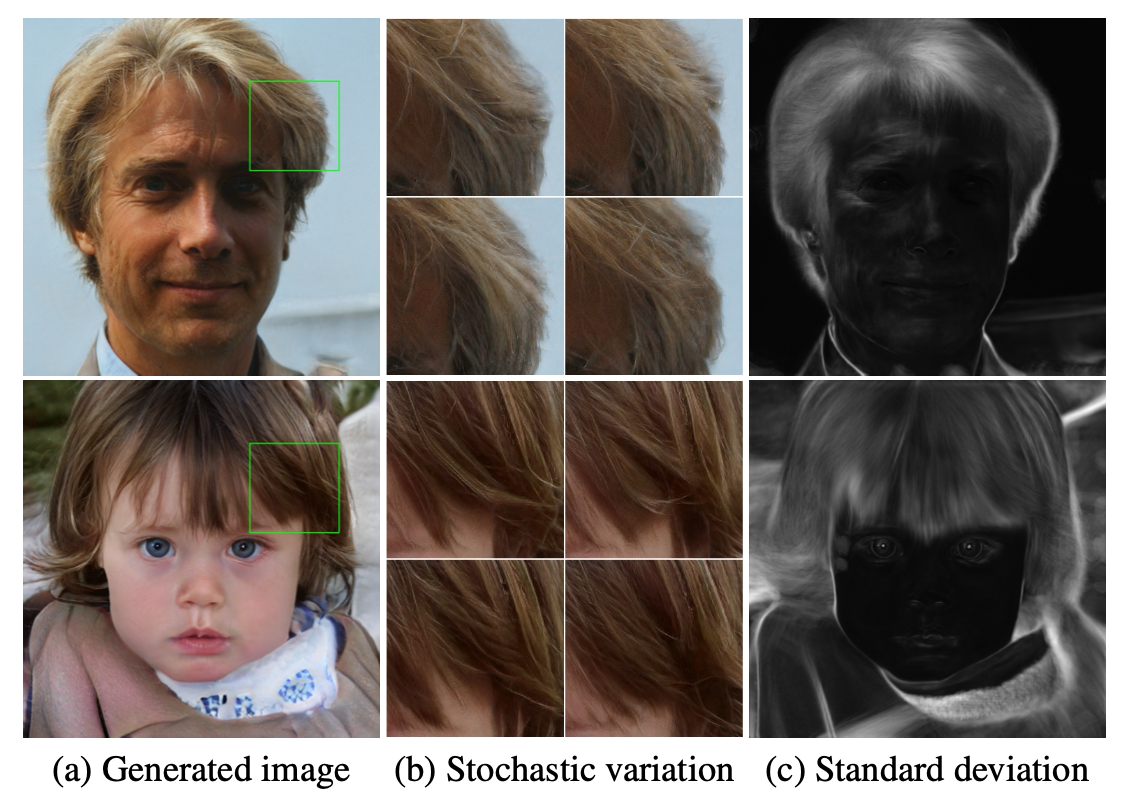 (a) Generated image (b) Stochastic variation (c) Standard deviation